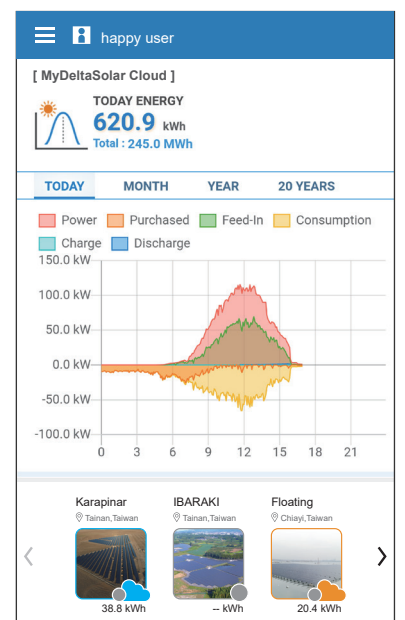 happy user
[ MyDeltaSolar Cloud ]
TODAY ENERGY
620.9 kWh
Total : 245.0 MWh
TODAY MONTH YEAR 20 YEARS
Power Purchased Feed-In Consumption
Charge Discharge
150.0 kW
100.0 kW
50.0 kW
0.0 kW
-50.0 kW
-100.0 kW
0 3 6 9 12 15 18 21
Karapinar IBARAKI Floating
Tainan,Taiwan Tainan,Taiwan Chiayi,Taiwan
38.8 kWh -- kWh 20.4 kWh